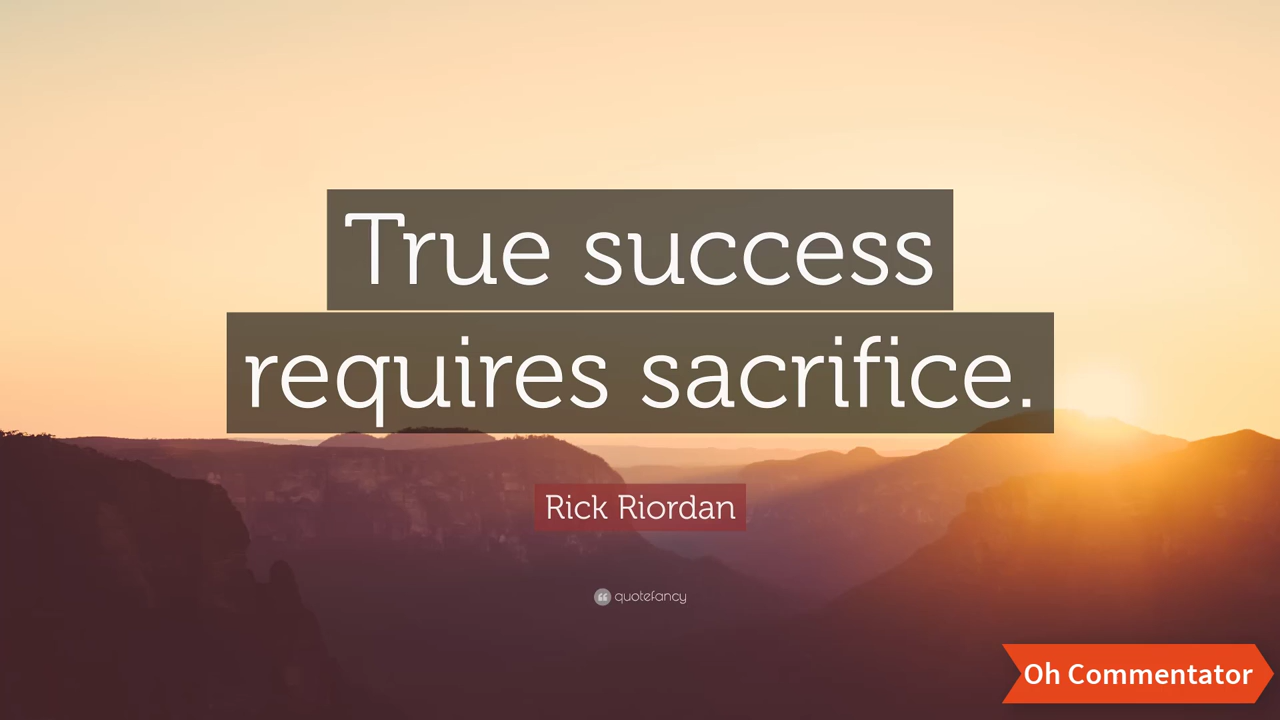 True success
requires sacrifice.
Rick Riordan
quotefancy
Oh Commentator